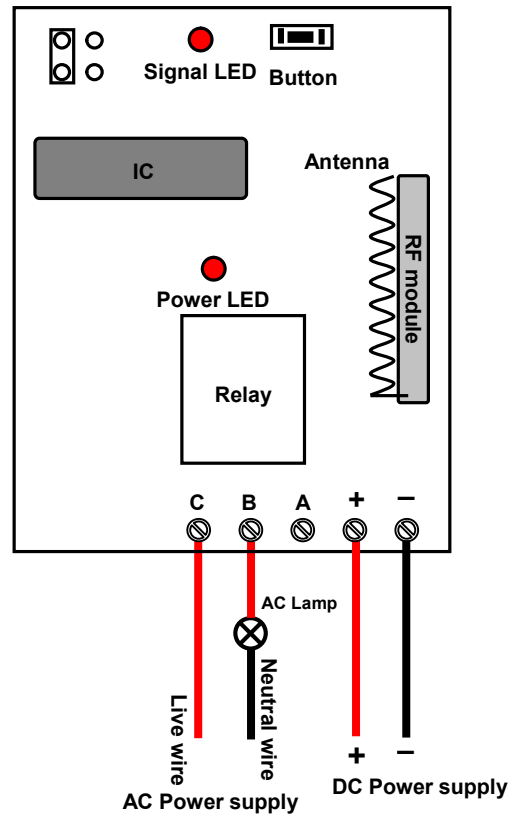 Signal LED
Button
IC
Antenna
RF module
Power LED
Relay
C B A + –
AC Lamp
Live wire
Neutral wire
+ –
AC Power supply
DC Power supply